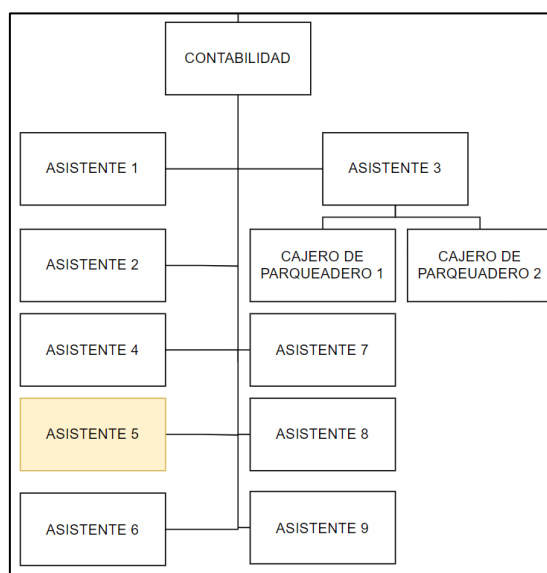 CONTABILIDAD
ASISTENTE 1
ASISTENTE 3
ASISTENTE 2
CAJERO DE
PARQUEADERO 1
CAJERO DE
PARQEUADERO 2
ASISTENTE 4
ASISTENTE 7
ASISTENTE 5
ASISTENTE 8
ASISTENTE 6
ASISTENTE 9